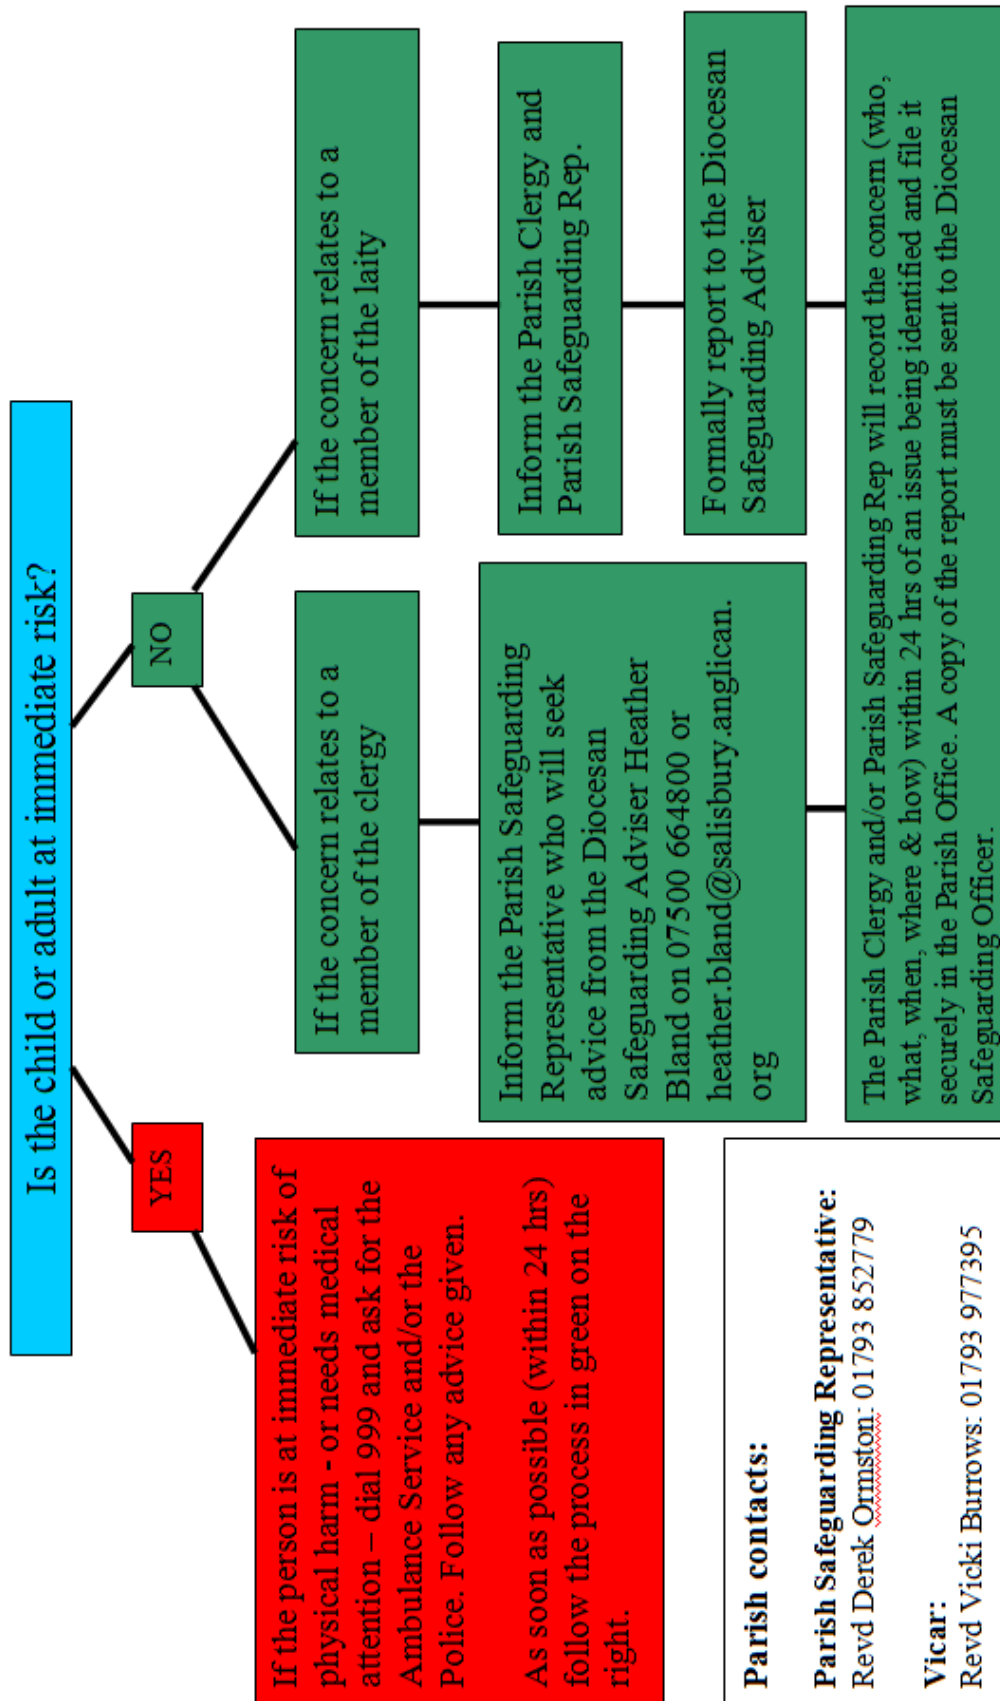 Is the child or adult at immediate risk?
YES
NO
If the person is at immediate risk of
physical harm - or needs medical
attention – dial 999 and ask for the
Ambulance Service and/or the
Police. Follow any advice given.
As soon as possible (within 24 hrs)
follow the process in green on the
right.
If the concern relates to a
member of the clergy
If the concern relates to a
member of the laity
Inform the Parish Safeguarding
Representative who will seek
advice from the Diocesan
Safeguarding Adviser Heather
Bland on 07500 664800 or
heather.bland@salisbury.anglican.
org
Inform the Parish Clergy and
Parish Safeguarding Rep.
Formally report to the Diocesan
Safeguarding Adviser
The Parish Clergy and/or Parish Safeguarding Rep will record the concern (who,
what, when, where & how) within 24 hrs of an issue being identified and file it
securely in the Parish Office. A copy of the report must be sent to the Diocesan
Safeguarding Officer.
Parish contacts:
Parish Safeguarding Representative:
Revd Derek Ormston: 01793 852779
Vicar:
Revd Vicki Burrows: 01793 977395